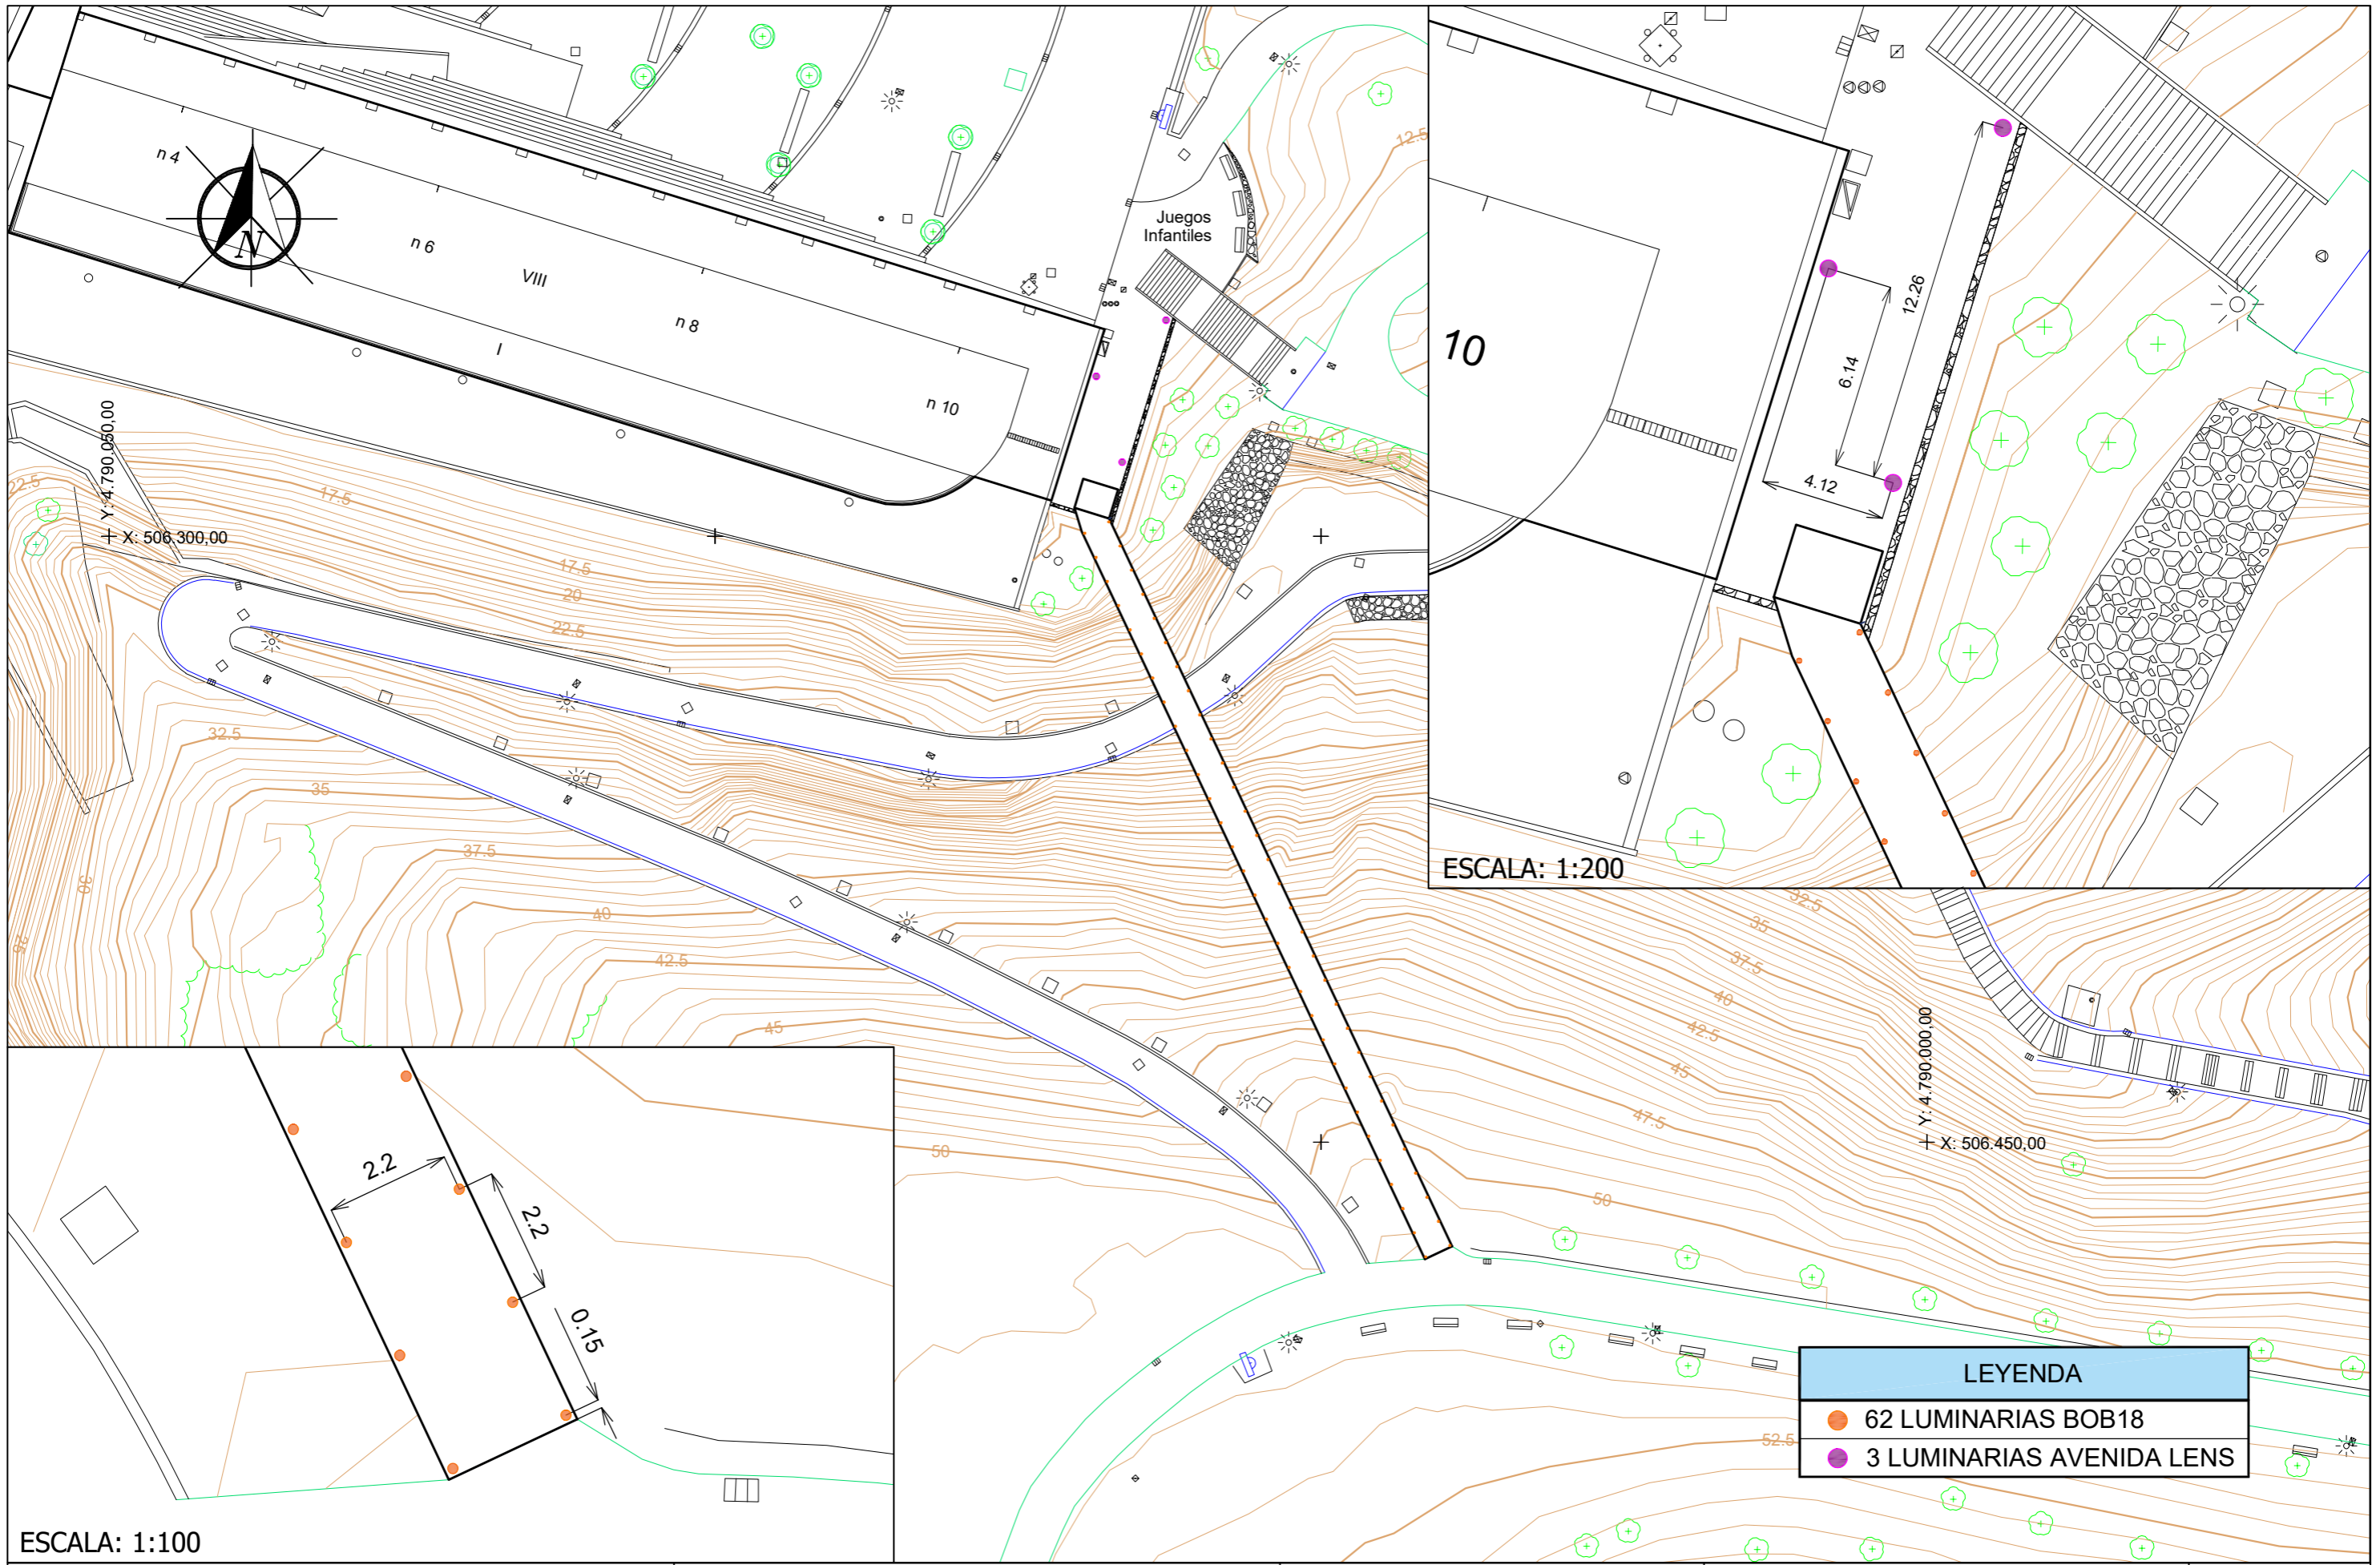 12.5
n 4
Juegos
Infantiles
N
n 6
VIII
n 8
I
n 10
10
12.26
6.14
4.12
ESCALA: 1:200
22.5
17.5
Y: 4.790.050,00
X: 506.300,00
17.5
20
22.5
32.5
35
37.5
30
40
25
42.5
45
32.5
35
37.5
40
42.5
45
47.5
50
50
Y: 4.790.000,00
X: 506.450,00
2.2
2.2
0.15
ESCALA: 1:100
52.5
LEYENDA
62 LUMINARIAS BOB18
3 LUMINARIAS AVENIDA LENS